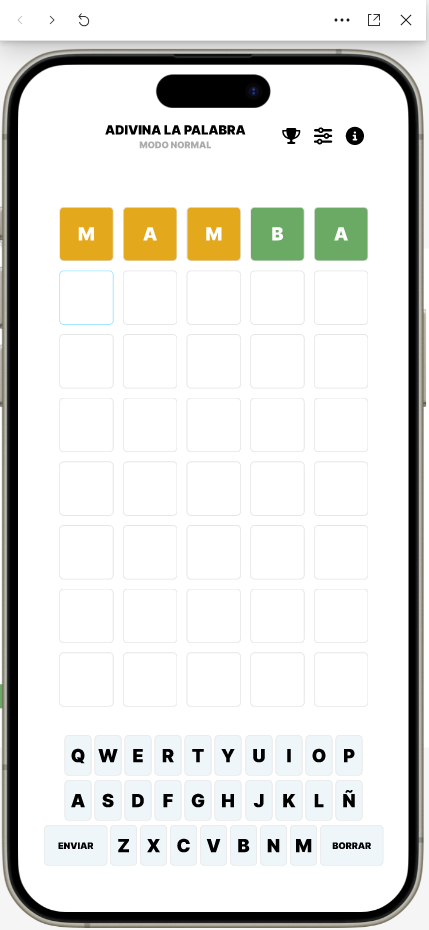 ADIVINA LA PALABRA
MODO NORMAL
M A M B A
Q W E R T Y U I O P
A S D F G H J K L Ñ
ENVIAR Z X C V B N M BORRAR